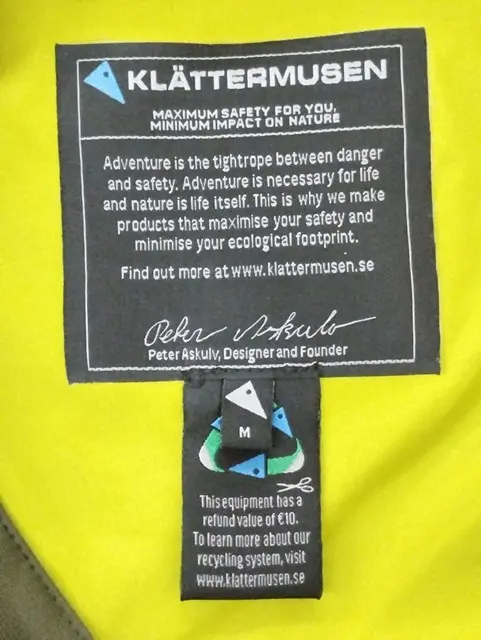 KLÄTTERMUSEN
MAXIMUM SAFETY FOR YOU,
MINIMUM IMPACT ON NATURE
Adventure is the tightrope between danger
and safety. Adventure is necessary for life
and nature is life itself. This is why we make
products that maximise your safety and
minimise your ecological footprint.
Find out more at www.klattermusen.se
Peter Askulv
Peter Askulv, Designer and Founder
M
This equipment has a
refund value of €10.
To learn more about our
recycling system, visit
www.klattermusen.se